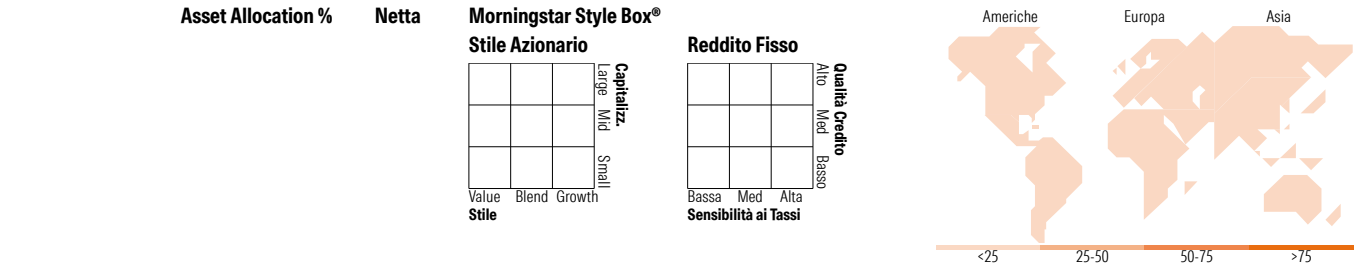 Asset Allocation % Netta
Morningstar Style Box®
Stile Azionario
Large Mid Small
Capitalizz.
Value Blend Growth
Stile
Reddito Fisso
Alto Med Basso
Qualità Credito
Bassa Med Alta
Sensibilità ai Tassi
Americhe Europa Asia
<25 25-50 50-75 >75